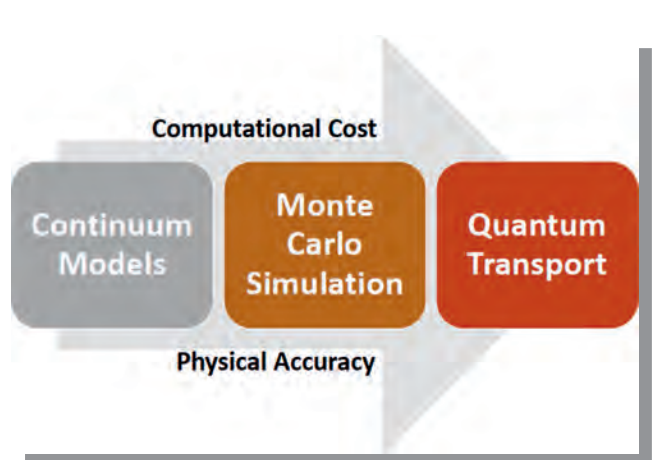 Computational Cost
Continuum
Models
Monte
Carlo
Simulation
Quantum
Transport
Physical Accuracy